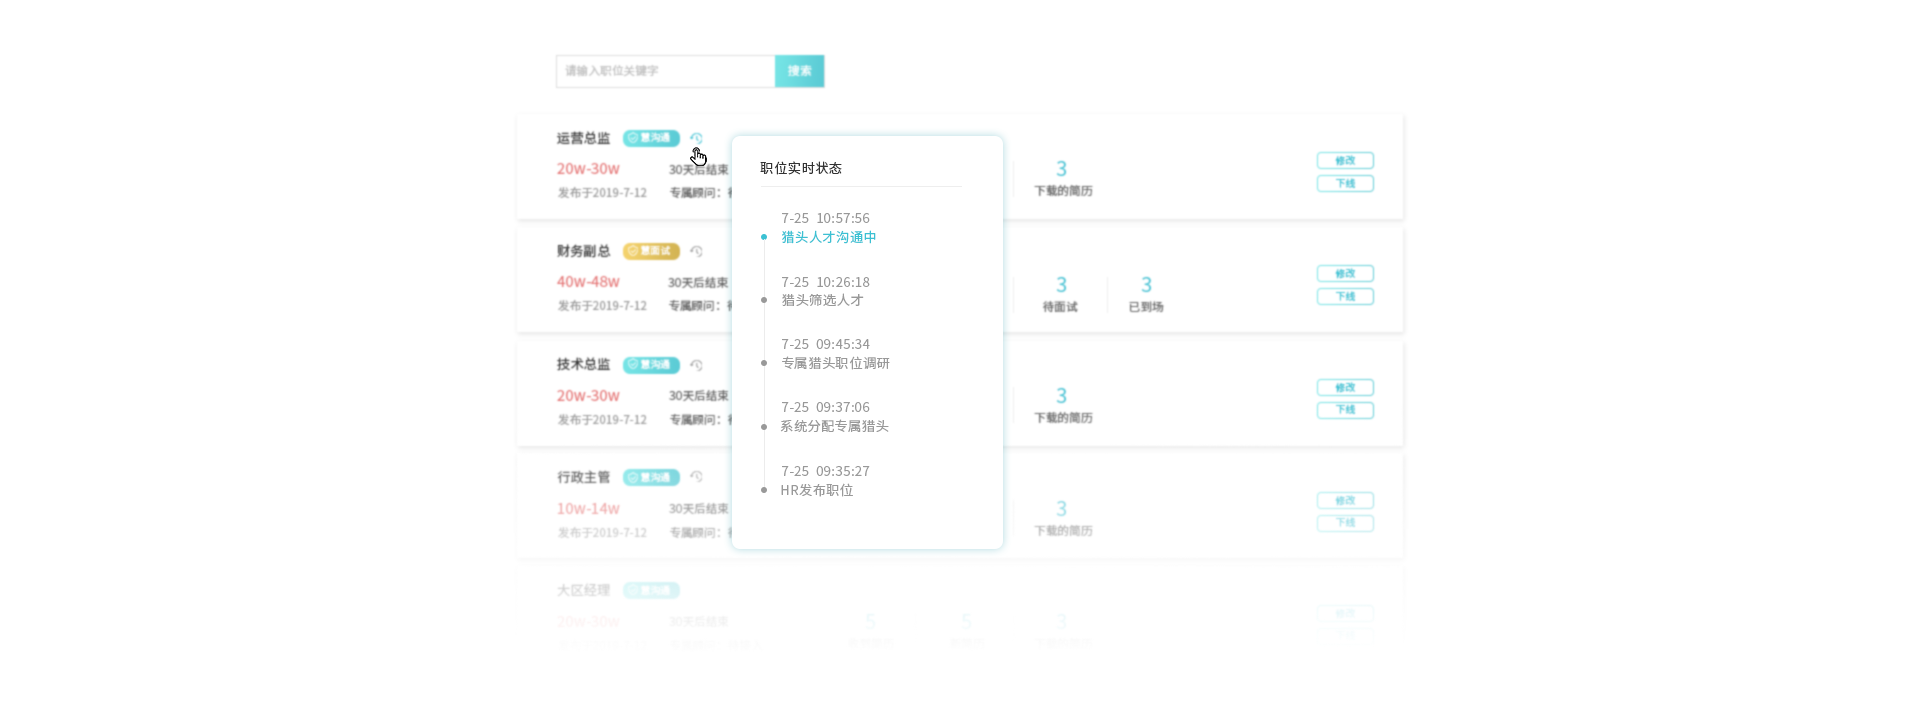 请输入职位关键字
搜索
运营总监
慧沟通
20w-30w
30天后结束
发布于2019-7-12
专属顾问：
3
下载的简历
修改
下线
职位实时状态
7-25 10:57:56
猎头人才沟通中
7-25 10:26:18
猎头筛选人才
7-25 09:45:34
专属猎头职位调研
7-25 09:37:06
系统分配专属猎头
7-25 09:35:27
HR发布职位
财务副总
慧面试
40w-48w
30天后结束
发布于2019-7-12
专属顾问：
3
待面试
3
已到场
修改
下线
技术总监
慧沟通
20w-30w
30天后结束
发布于2019-7-12
专属顾问：
3
下载的简历
修改
下线
行政主管
慧沟通
10w-14w
30天后结束
发布于2019-7-12
专属顾问：
3
下载的简历
修改
下线
大区经理
慧沟通
20w-30w
30天后结束
5
5
3
修改